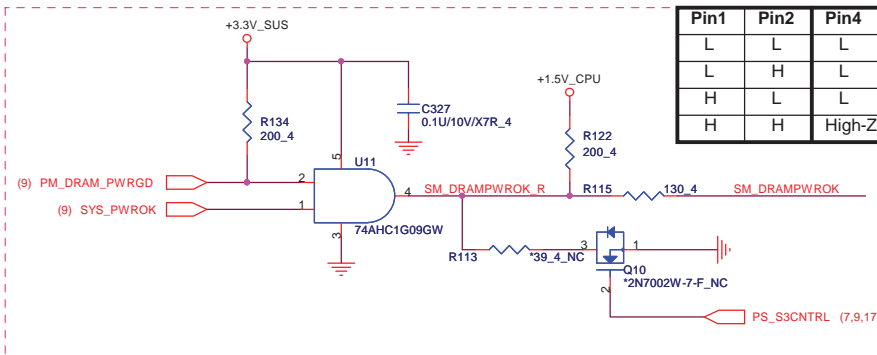 +3.3V_SUS
Pin1 Pin2 Pin4
L L L
L H L
H L L
H H High-Z
+1.5V_CPU
R134
200_4
C327
0.1U/10V/X7R_4
R122
200_4
U11
5
(9) PM_DRAM_PWRGD
2
4
SM_DRAMPWROK_R
R115
130_4
SM_DRAMPWROK
(9) SYS_PWROK
1
74AHC1G09GW
3
R113
*39_4_NC
3
1
Q10
*2N7002W-7-F_NC
2
PS_S3CNTRL (7,9,17